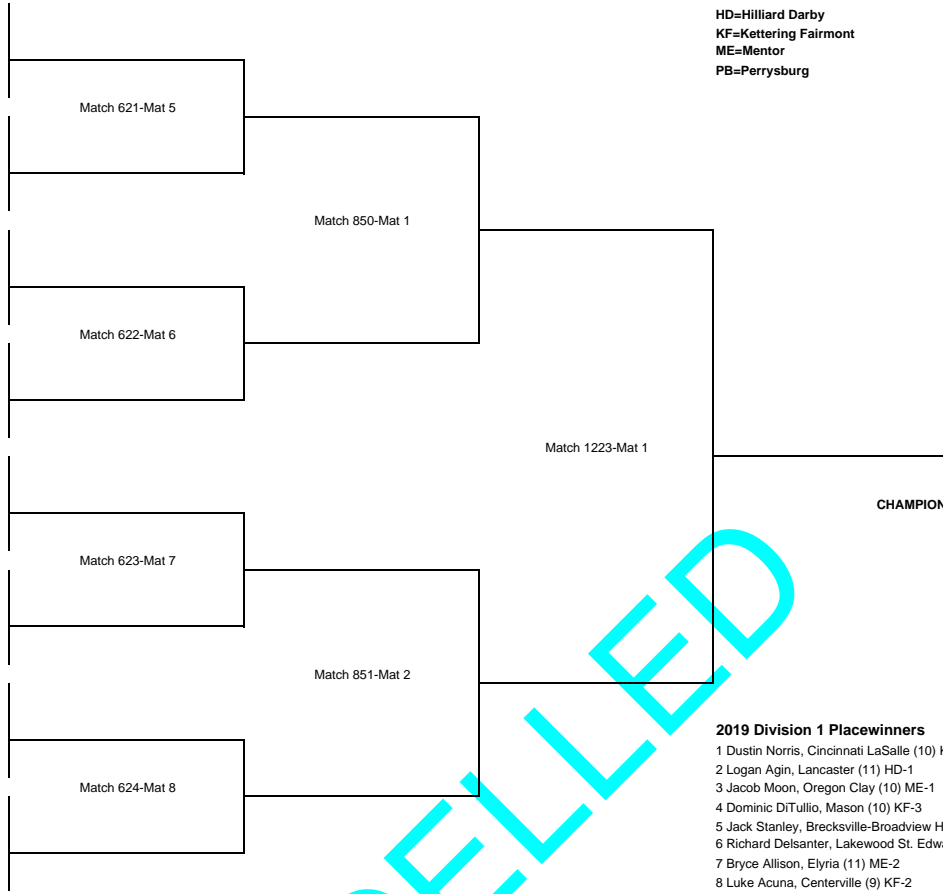 HD=Hilliard Darby
KF=Kettering Fairmont
ME=Mentor
PB=Perrysburg
Match 621-Mat 5
Match 850-Mat 1
Match 622-Mat 6
Match 1223-Mat 1
CHAMPION
Match 623-Mat 7
Match 851-Mat 2
Match 624-Mat 8
ELLED
2019 Division 1 Placewinners
1 Dustin Norris, Cincinnati LaSalle (10) K
2 Logan Agin, Lancaster (11) HD-1
3 Jacob Moon, Oregon Clay (10) ME-1
4 Dominic DiTullio, Mason (10) KF-3
5 Jack Stanley, Brecksville-Broadview H
6 Richard Delsanter, Lakewood St. Edwa
7 Bryce Allison, Elyria (11) ME-2
8 Luke Acuna, Centerville (9) KF-2